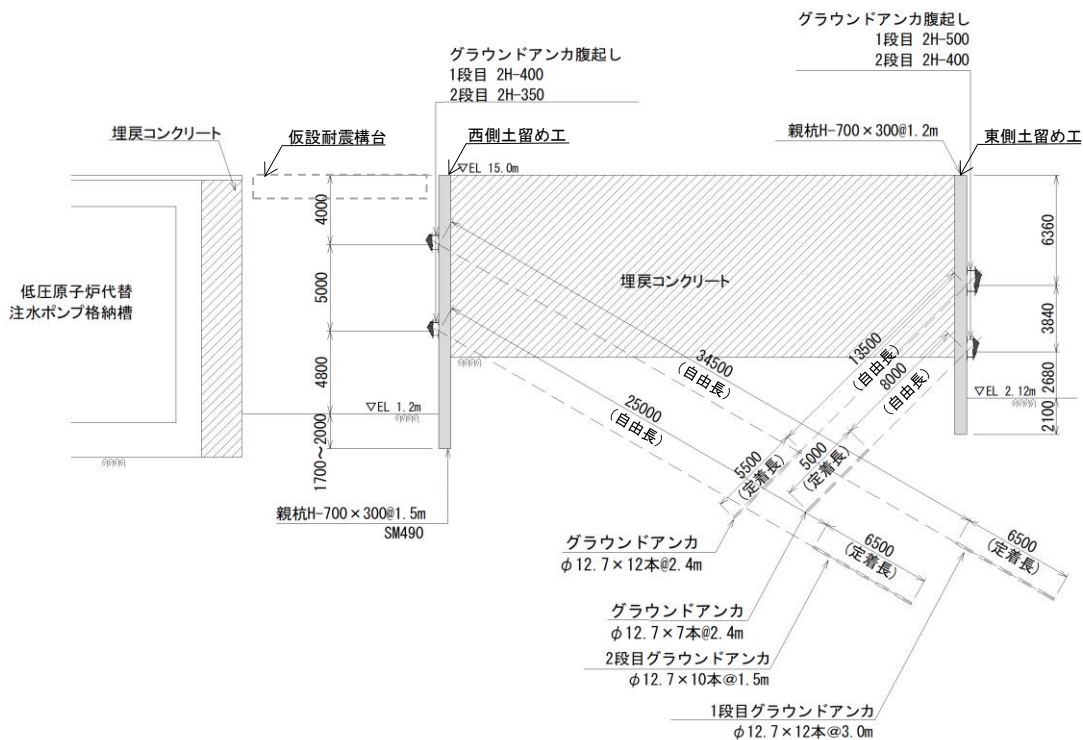 グラウンドアンカ腹起し
1段目 2H-500
2段目 2H-400
グラウンドアンカ腹起し
1段目 2H-400
2段目 2H-350
埋戻コンクリート
仮設耐震構台
西側土留め工
親杭H-700×300@1.2m
東側土留め工
▽EL 15.0m
4000
5000
4800
1700～2000
6360
3840
2680
2100
低圧原子炉代替
注水ポンプ格納槽
埋戻コンクリート
▽EL 1.2m
▽EL 2.12m
34500
(自由長)
25000
(自由長)
13500
(自由長)
8000
(自由長)
5500
(定着長)
5000
(定着長)
6500
(定着長)
6500
(定着長)
親杭H-700×300@1.5m
SM490
グラウンドアンカ
φ12.7×12本@2.4m
グラウンドアンカ
φ12.7×7本@2.4m
2段目グラウンドアンカ
φ12.7×10本@1.5m
1段目グラウンドアンカ
φ12.7×12本@3.0m